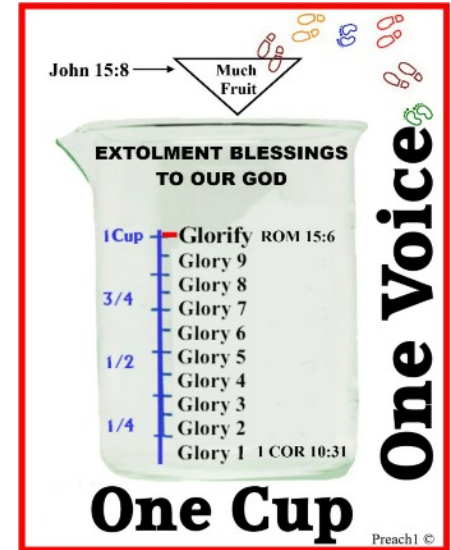 John 15:8
Much
Fruit
EXTOLMENT BLESSINGS
TO OUR GOD
1Cup Glorify ROM 15:6
Glory 9
Glory 8
3/4 Glory 7
Glory 6
1/2 Glory 5
Glory 4
Glory 3
1/4 Glory 2
Glory 1 1 COR 10:31
One Voice
One Cup
Preach1 ©